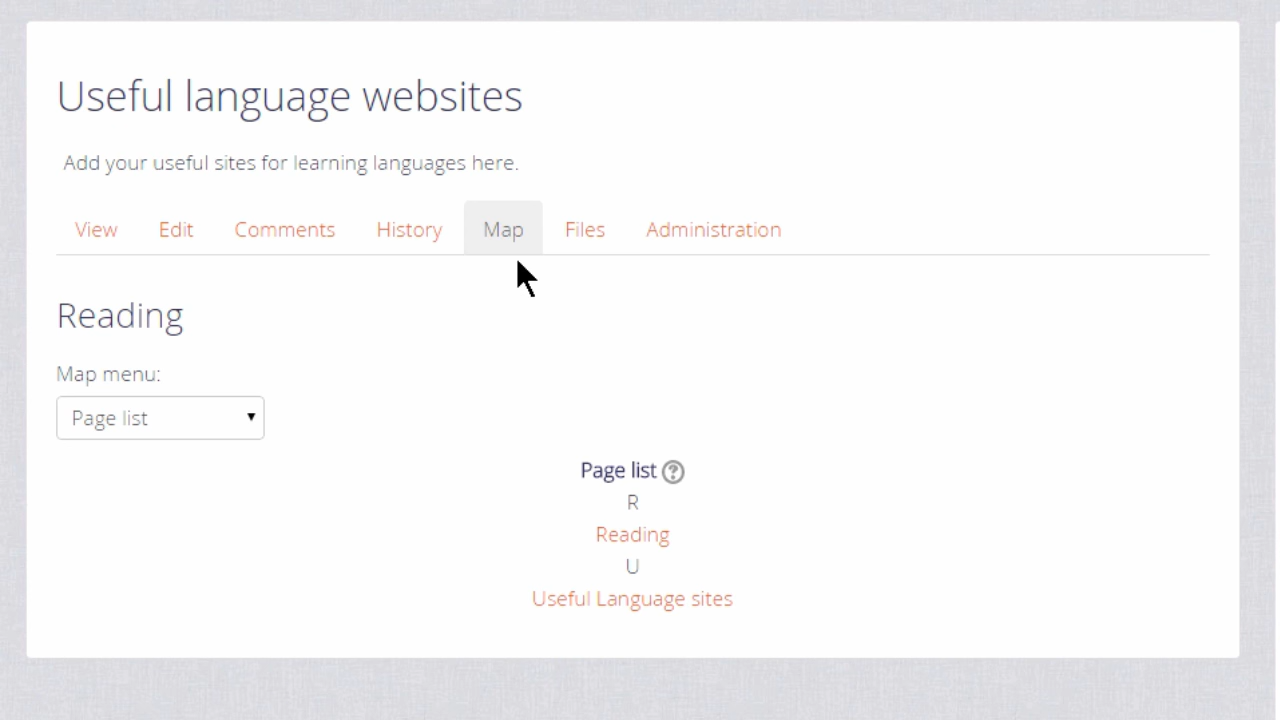 Useful language websites
Add your useful sites for learning languages here.
View Edit Comments History Map Files Administration
Reading
Map menu:
Page list
Page list
R
Reading
U
Useful Language sites